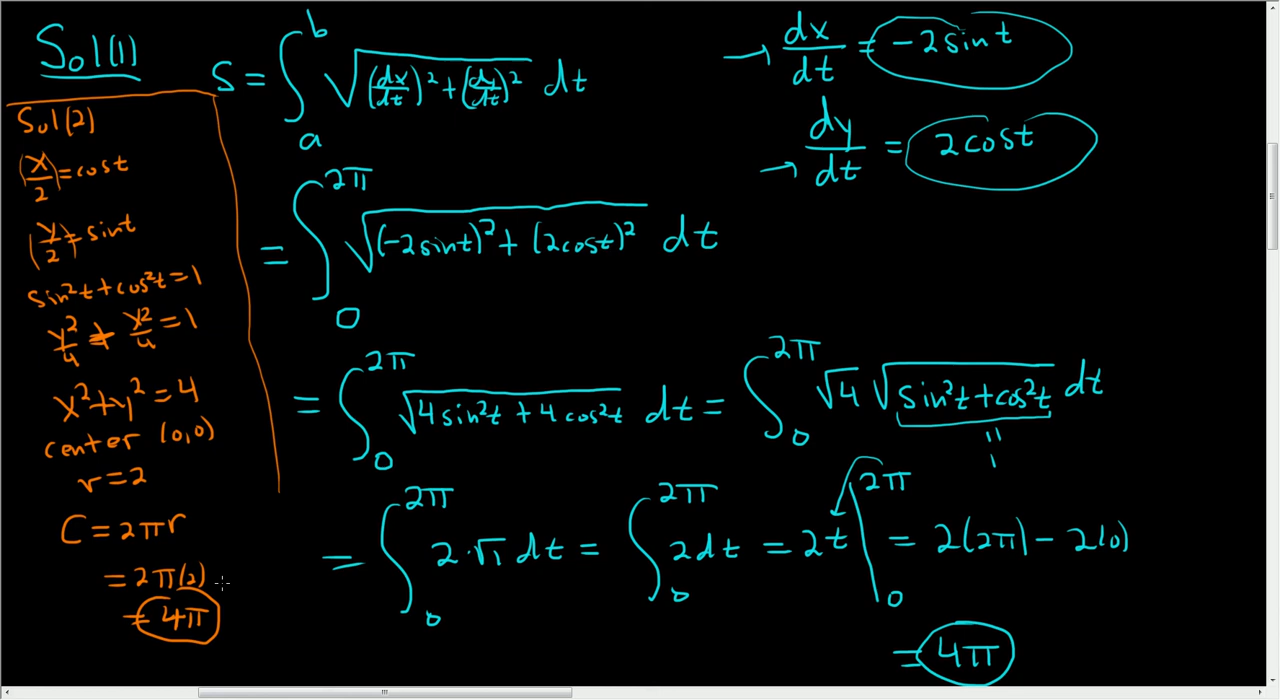 Sol(1)
S = ∫_a^b √((dx/dt)² + (dy/dt)²) dt
→ dx/dt = -2sint
→ dy/dt = 2cost
= ∫_0^{2π} √((-2sint)² + (2cost)²) dt
= ∫_0^{2π} √(4sin²t + 4cos²t) dt = ∫_0^{2π} √4 √(sin²t + cos²t) dt
"
1
= ∫_0^{2π} 2·√1 dt = ∫_0^{2π} 2dt = 2t |_0^{2π} = 2(2π) - 2(0)
= 4π
Sol(2)
(x/2) = cost
(y/2) = sint
sin²t + cos²t = 1
y²/4 + x²/4 = 1
x² + y² = 4
center (0,0)
r = 2
C = 2πr
= 2π(2)
= 4π